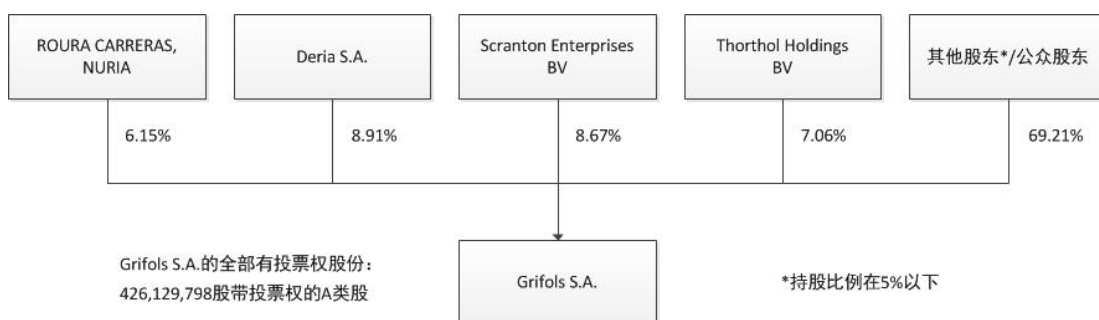 ROURA CARRERAS,
NURIA
Deria S.A.
Scranton Enterprises
BV
Thorthol Holdings
BV
其他股东*/公众股东
6.15%
8.91%
8.67%
7.06%
69.21%
Grifols S.A.的全部有投票权股份：
426,129,798股带投票权的A类股
Grifols S.A.
*持股比例在5%以下